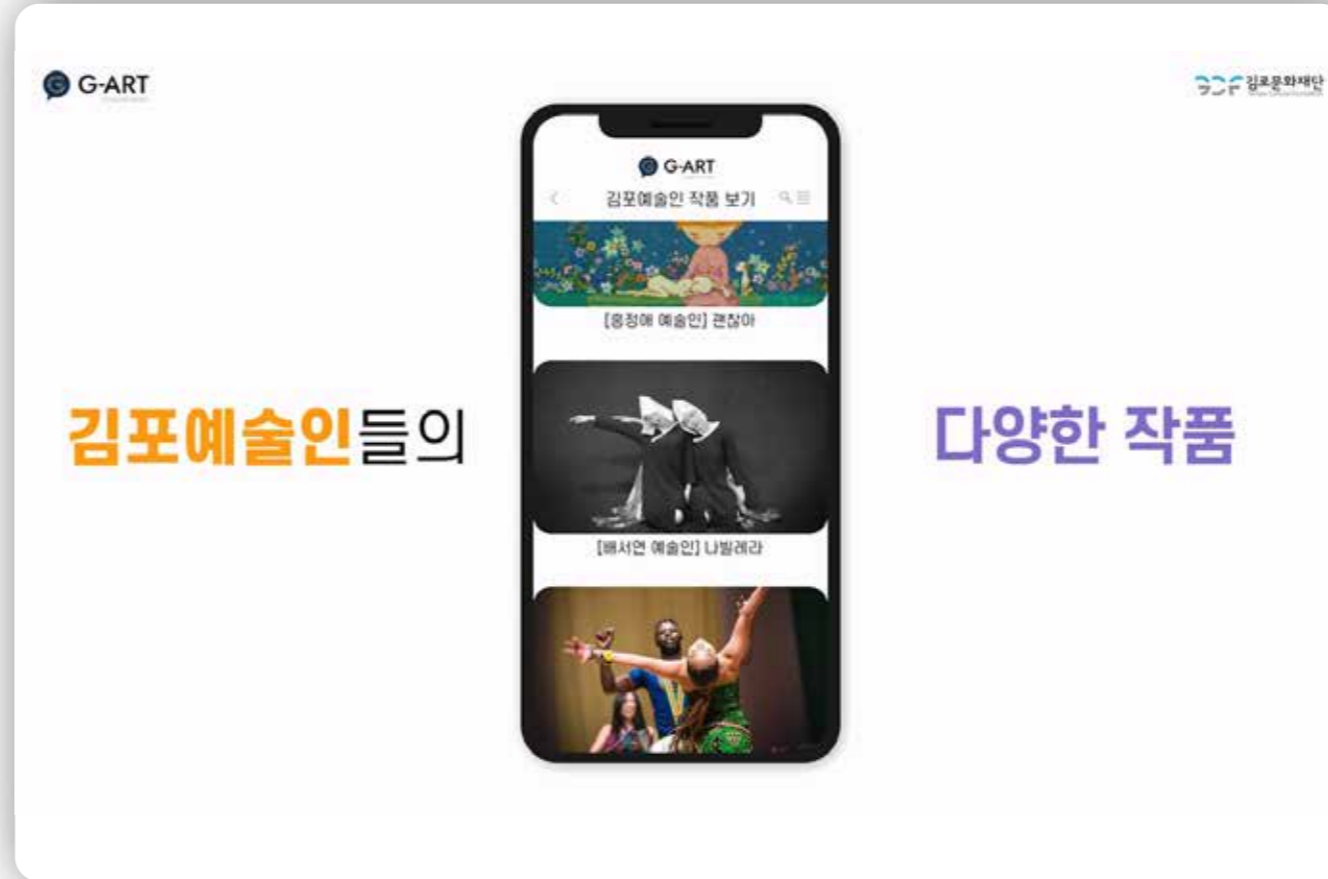 G-ART
김포문화재단
G-ART
김포예술인 작품 보기
[홍정애 예술인] 괜찮아
김포예술인들의
다양한 작품
[배서연 예술인] 나빌레라